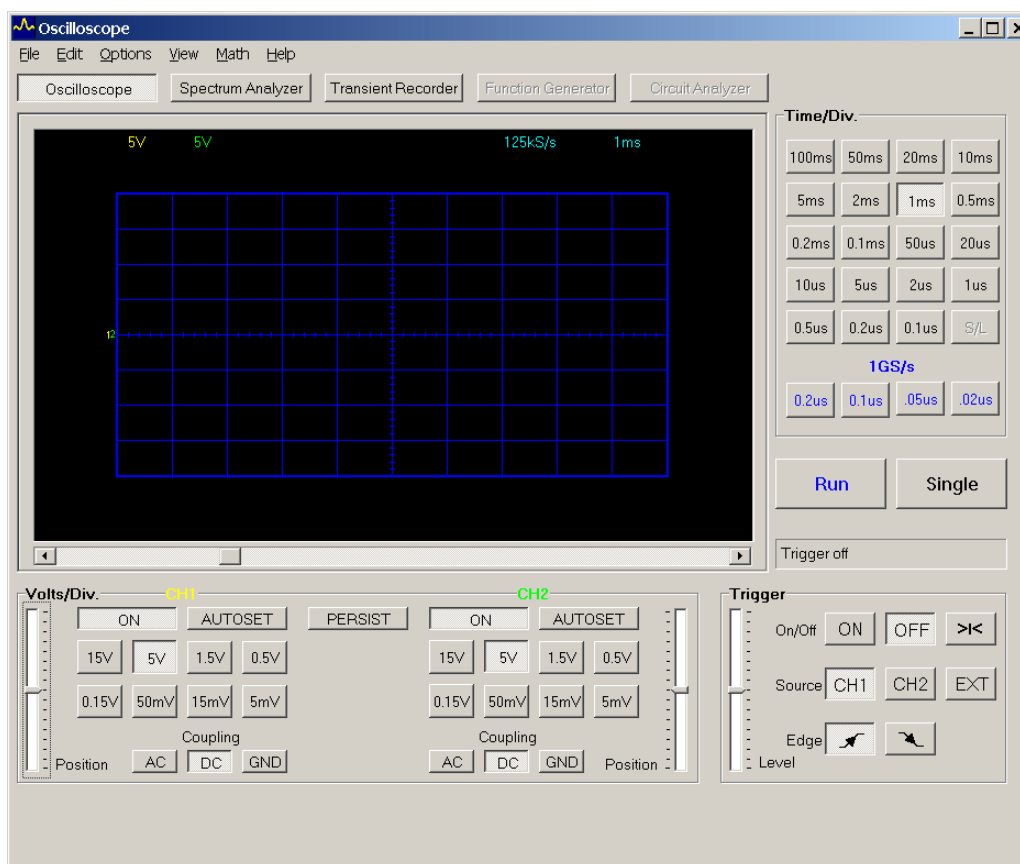 Oscilloscope
File Edit Options View Math Help
Oscilloscope Spectrum Analyzer Transient Recorder Function Generator Circuit Analyzer
5V 5V 125kS/s 1ms
12
Time/Div.
100ms 50ms 20ms 10ms
5ms 2ms 1ms 0.5ms
0.2ms 0.1ms 50us 20us
10us 5us 2us 1us
0.5us 0.2us 0.1us S/L
1GS/s
0.2us 0.1us .05us .02us
Run Single
Trigger off
Volts/Div. CH1 CH2
ON AUTOSET PERSIST ON AUTOSET
15V 5V 1.5V 0.5V 15V 5V 1.5V 0.5V
0.15V 50mV 15mV 5mV 0.15V 50mV 15mV 5mV
Coupling Coupling
Position AC DC GND AC DC GND Position
Trigger
On/Off ON OFF >I<
Source CH1 CH2 EXT
Edge
Level